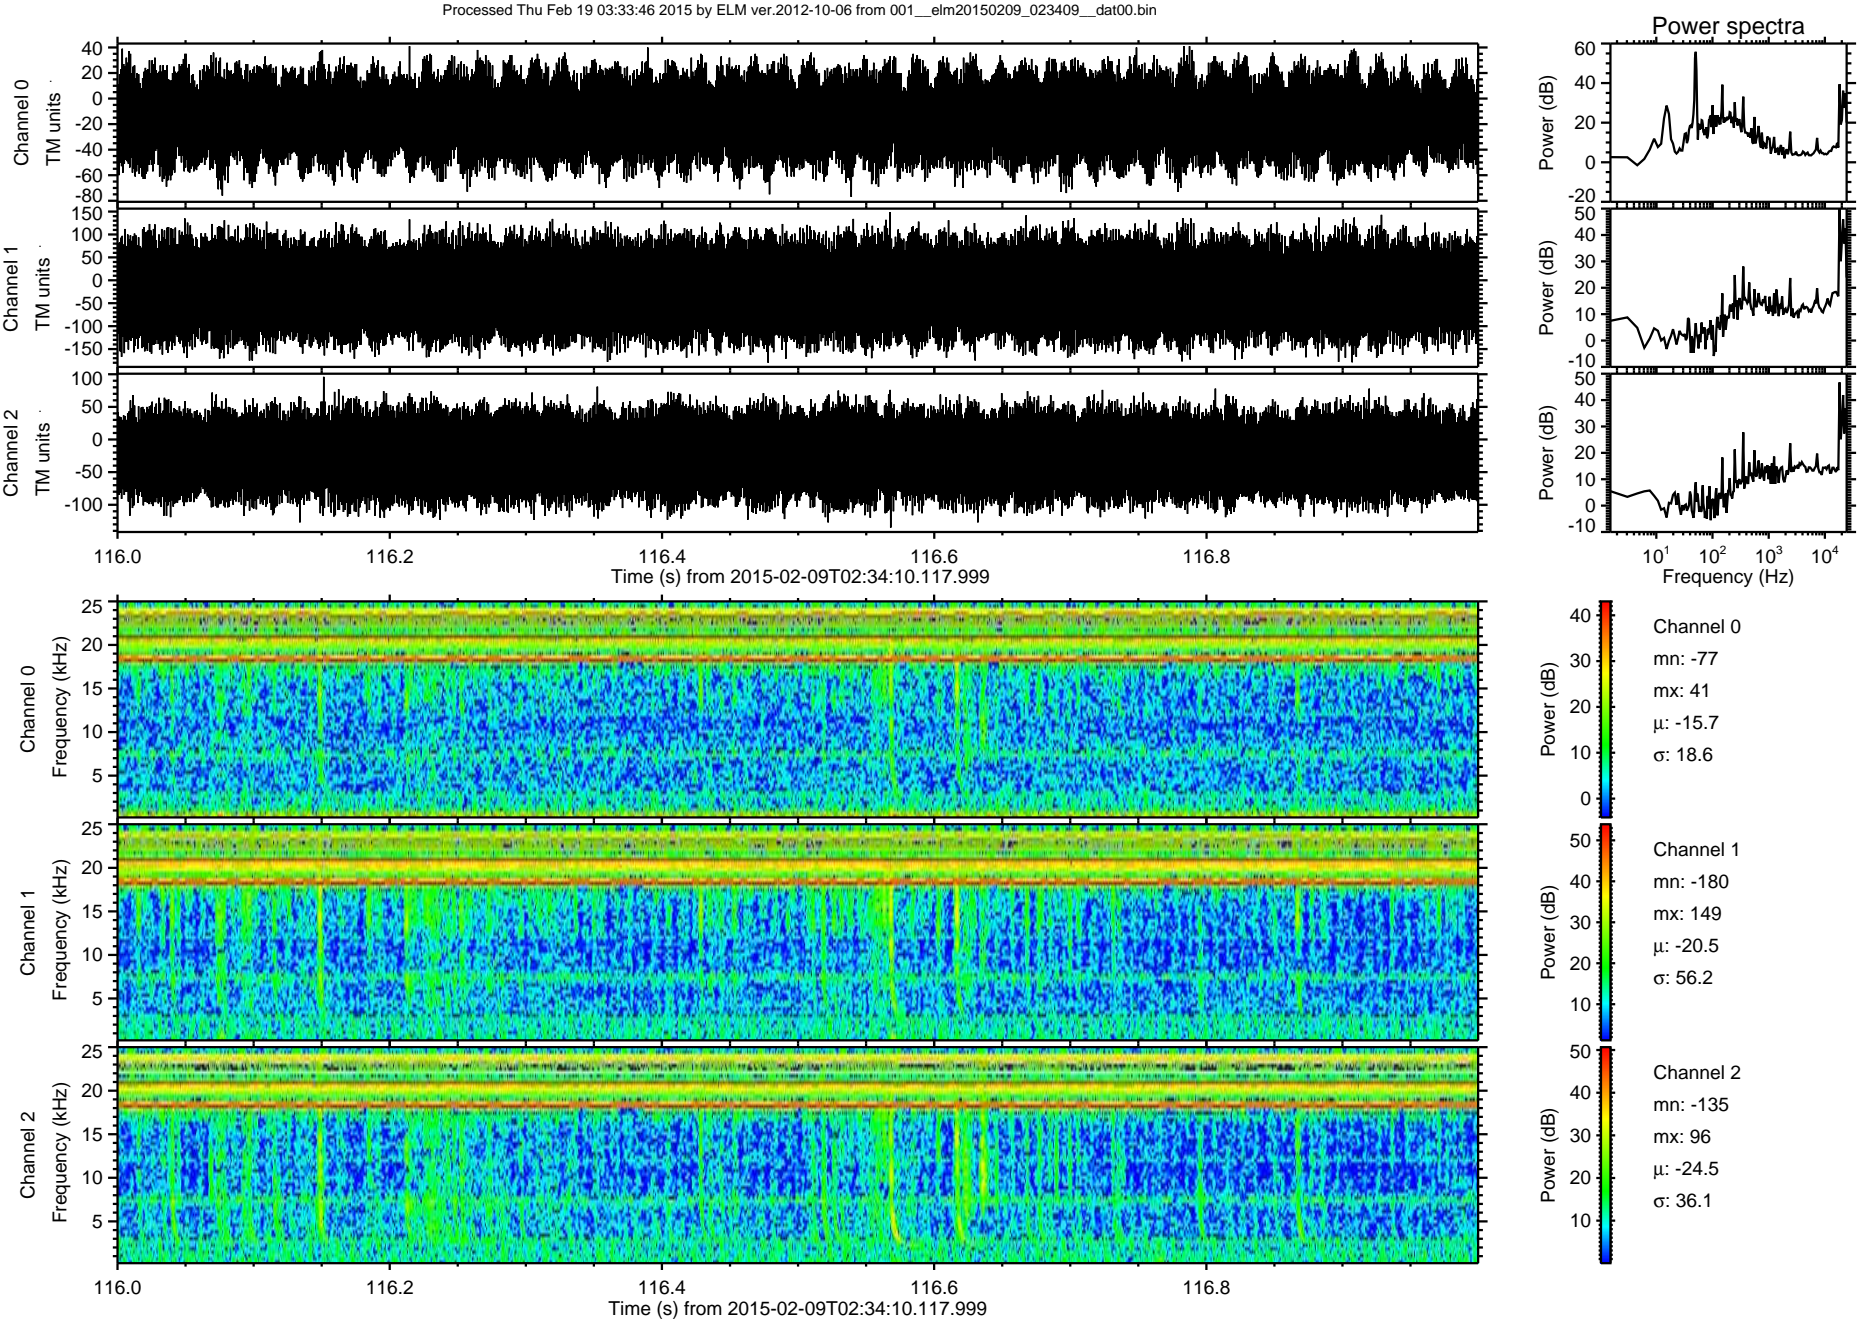 Processed Thu Feb 19 03:33:46 2015 by ELM ver.2012-10-06 from 001__elm20150209_023409__dat00.bin
Power spectra
Channel 0
TM units
40
20
0
-20
-40
-60
-80
Power (dB)
60
40
20
0
-20
Channel 1
TM units
150
100
50
0
-50
-100
-150
Power (dB)
50
40
30
20
10
0
-10
Channel 2
TM units
100
50
0
-50
-100
Power (dB)
50
40
30
20
10
0
-10
116.0 116.2 116.4 116.6 116.8
Time (s) from 2015-02-09T02:34:10.117.999
10^1 10^2 10^3 10^4
Frequency (Hz)
Channel 0
Frequency (kHz)
25
20
15
10
5
Power (dB)
40
30
20
10
0
Channel 0
mn: -77
mx: 41
μ: -15.7
σ: 18.6
Channel 1
Frequency (kHz)
25
20
15
10
5
Power (dB)
50
40
30
20
10
Channel 1
mn: -180
mx: 149
μ: -20.5
σ: 56.2
Channel 2
Frequency (kHz)
25
20
15
10
5
Power (dB)
50
40
30
20
10
Channel 2
mn: -135
mx: 96
μ: -24.5
σ: 36.1
116.0 116.2 116.4 116.6 116.8
Time (s) from 2015-02-09T02:34:10.117.999